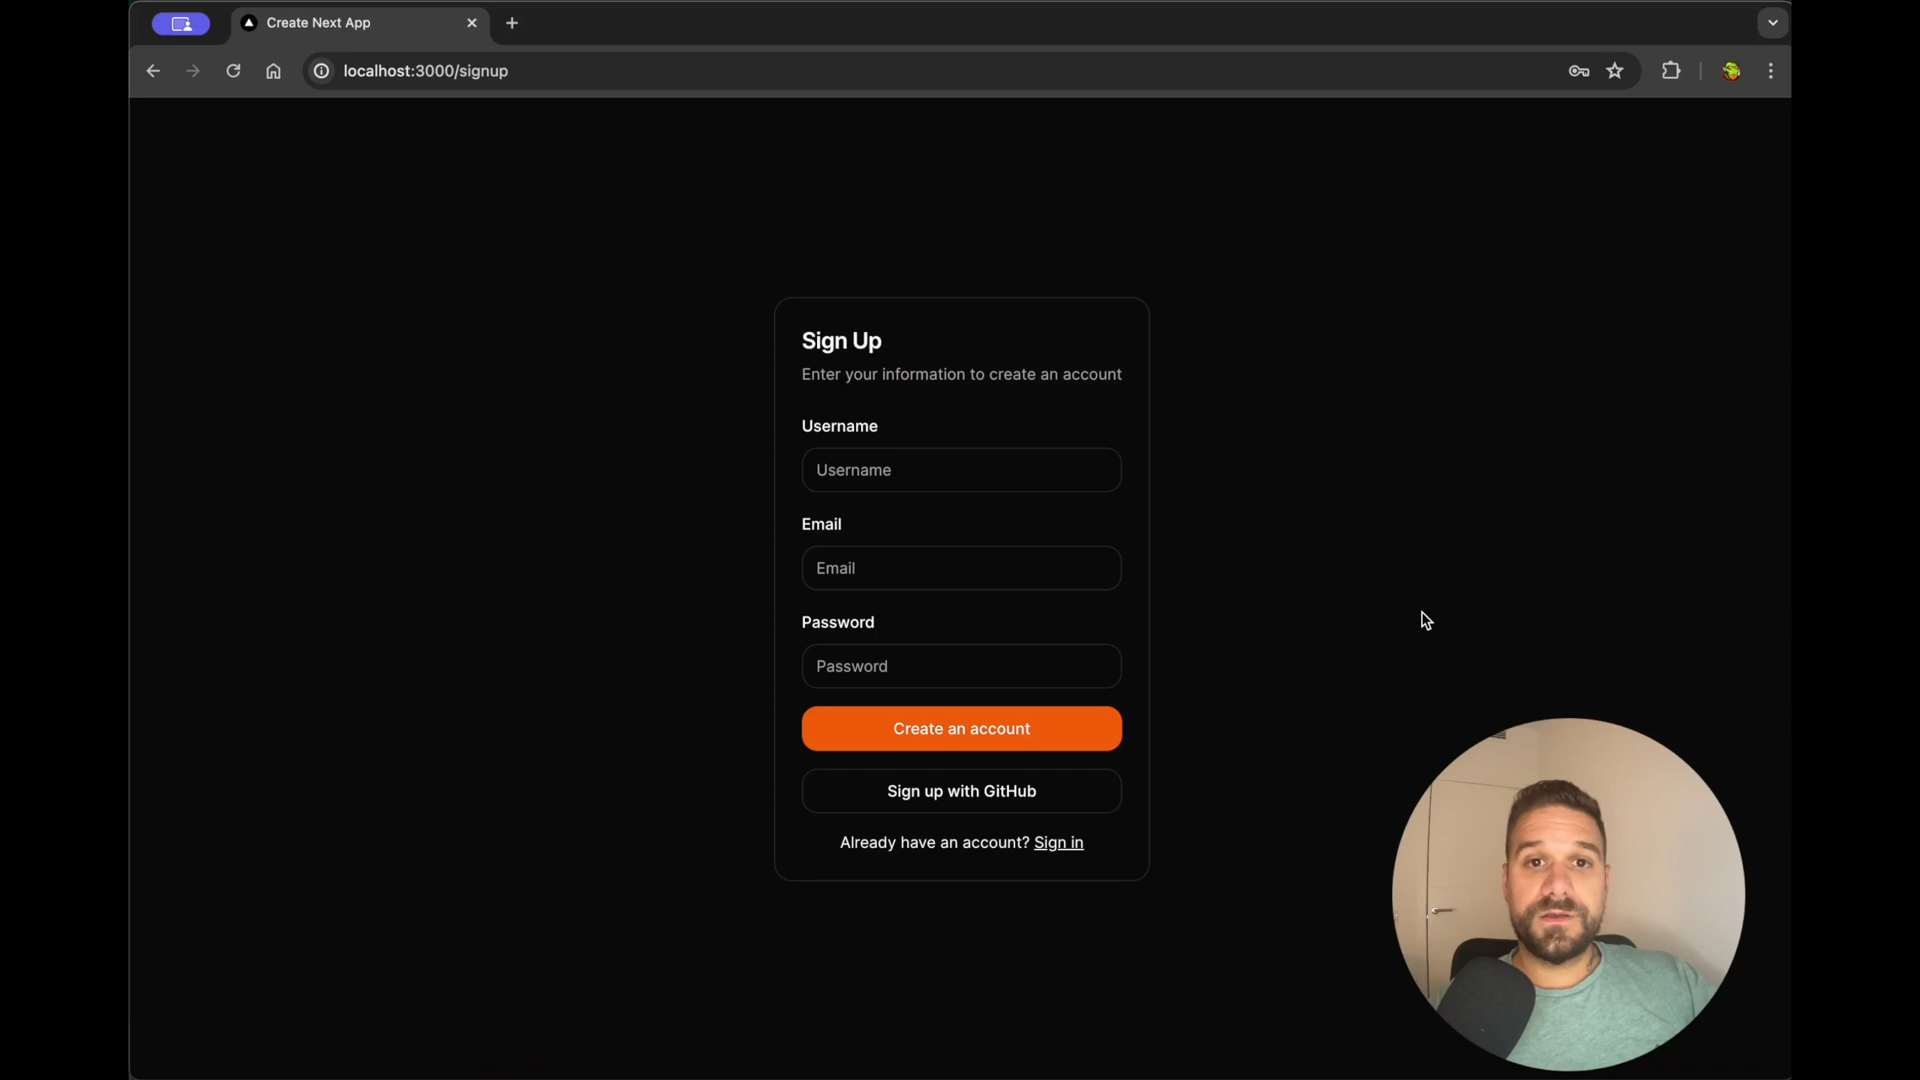 Create Next App
localhost:3000/signup
Sign Up
Enter your information to create an account
Username
Username
Email
Email
Password
Password
Create an account
Sign up with GitHub
Already have an account? Sign in